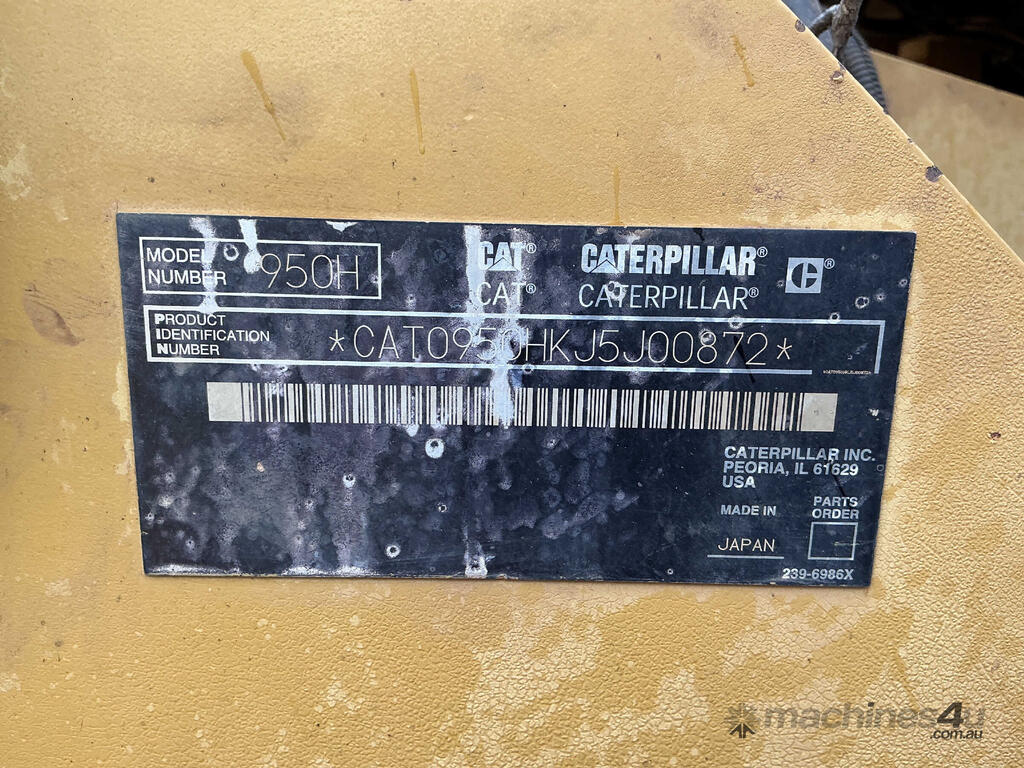 MODEL
NUMBER 950H
CAT® CATERPILLAR®
CAT® CATERPILLAR®
C®
PRODUCT
IDENTIFICATION
NUMBER
*CAT0950HKJ5J00872*
CATERPILLAR INC.
PEORIA, IL 61629
USA
MADE IN
JAPAN
PARTS
ORDER
239-6986X
machines4u
.com.au